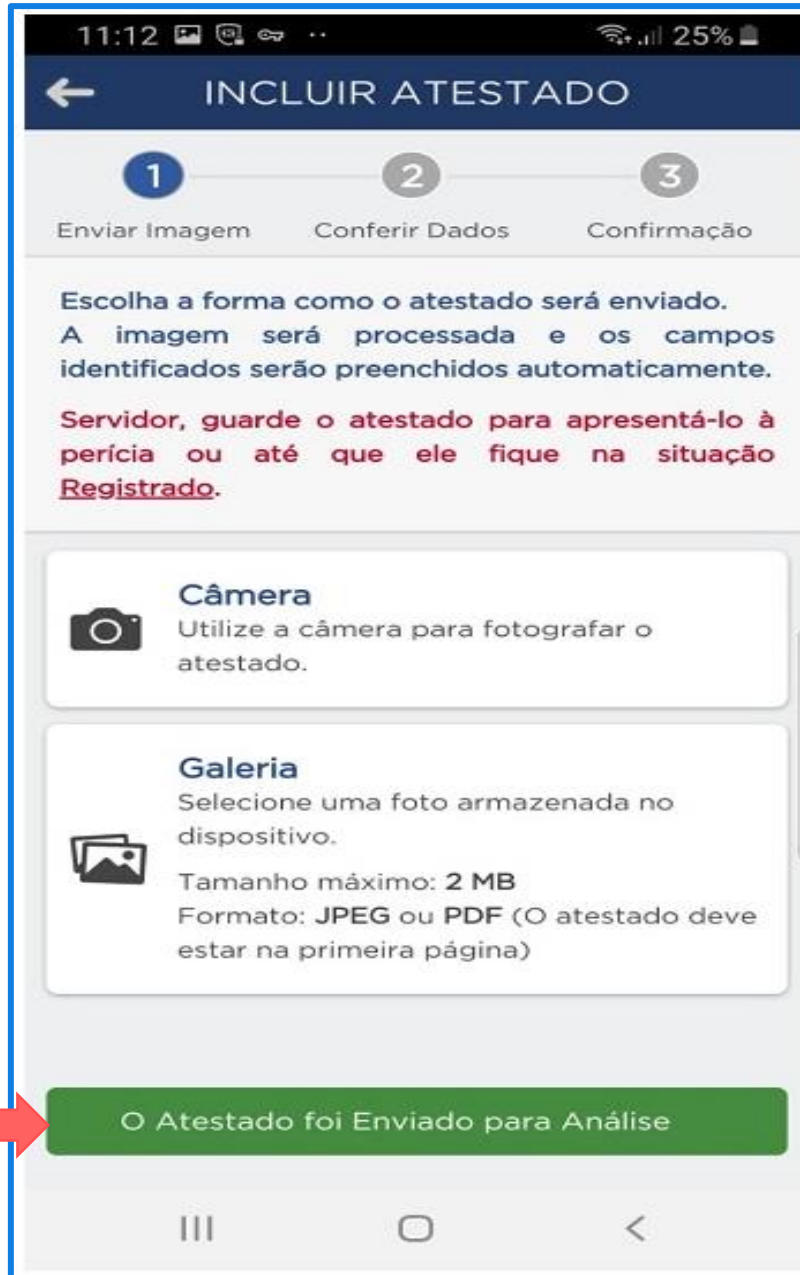 11:12 25%
INCLUIR ATESTADO
1 2 3
Enviar Imagem Conferir Dados Confirmação
Escolha a forma como o atestado será enviado.
A imagem será processada e os campos
identificados serão preenchidos automaticamente.
Servidor, guarde o atestado para apresentá-lo à
perícia ou até que ele fique na situação
Registrado.
Câmera
Utilize a câmera para fotografar o
atestado.
Galeria
Selecione uma foto armazenada no
dispositivo.
Tamanho máximo: 2 MB
Formato: JPEG ou PDF (O atestado deve
estar na primeira página)
O Atestado foi Enviado para Análise